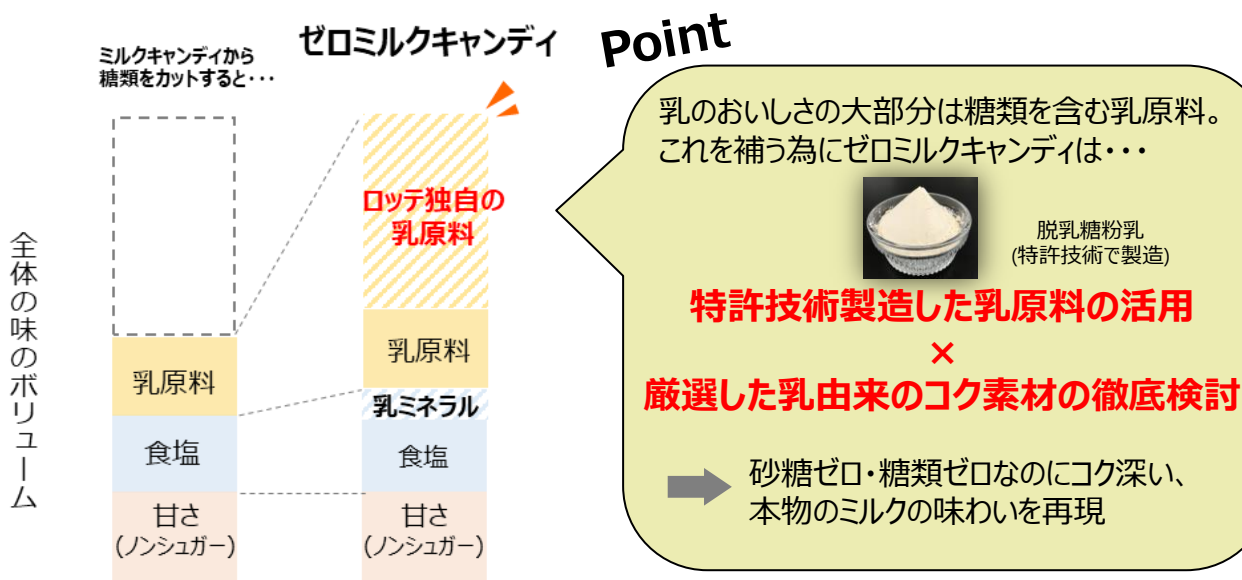 ミルクキャンディから
糖類をカットすると・・・
ゼロミルクキャンディ
Point
全体の味のボリューム
乳原料
食塩
甘さ
(ノンシュガー)
ロッテ独自の
乳原料
乳原料
乳ミネラル
食塩
甘さ
(ノンシュガー)
乳のおいしさの大部分は糖類を含む乳原料。
これを補う為にゼロミルクキャンディは・・・
脱乳糖粉乳
(特許技術で製造)
特許技術製造した乳原料の活用
×
厳選した乳由来のコク素材の徹底検討
砂糖ゼロ・糖類ゼロなのにコク深い、
本物のミルクの味わいを再現